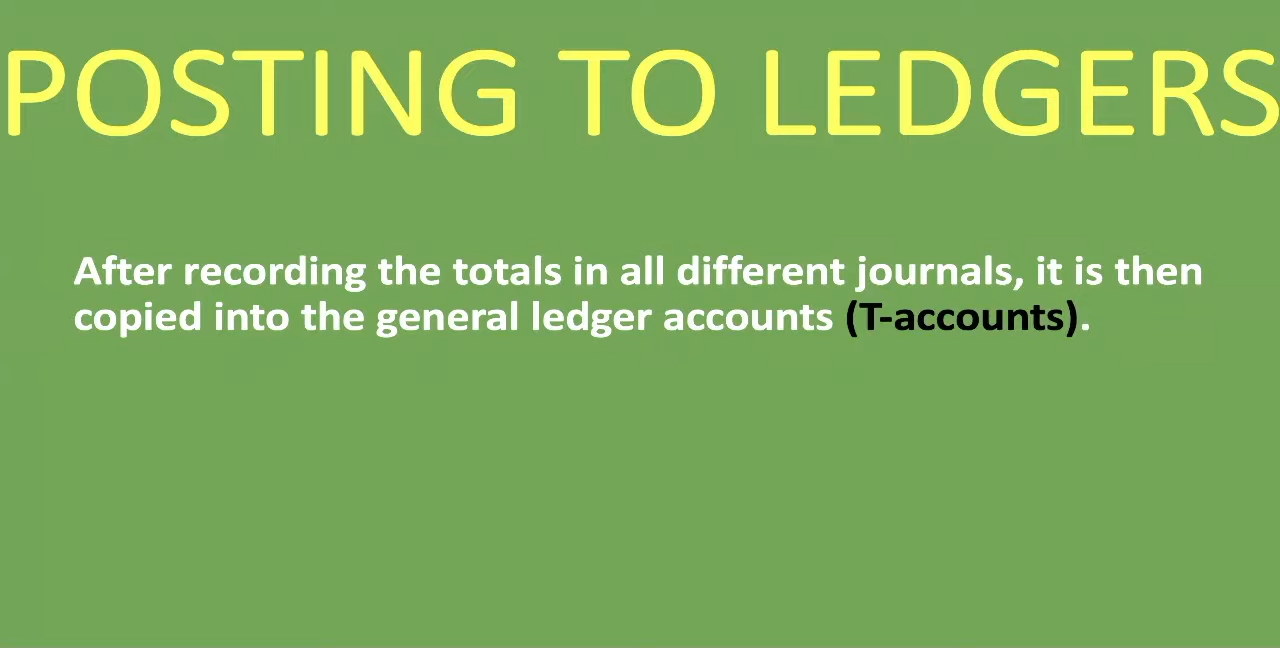 POSTING TO LEDGERS
After recording the totals in all different journals, it is then
copied into the general ledger accounts (T-accounts).